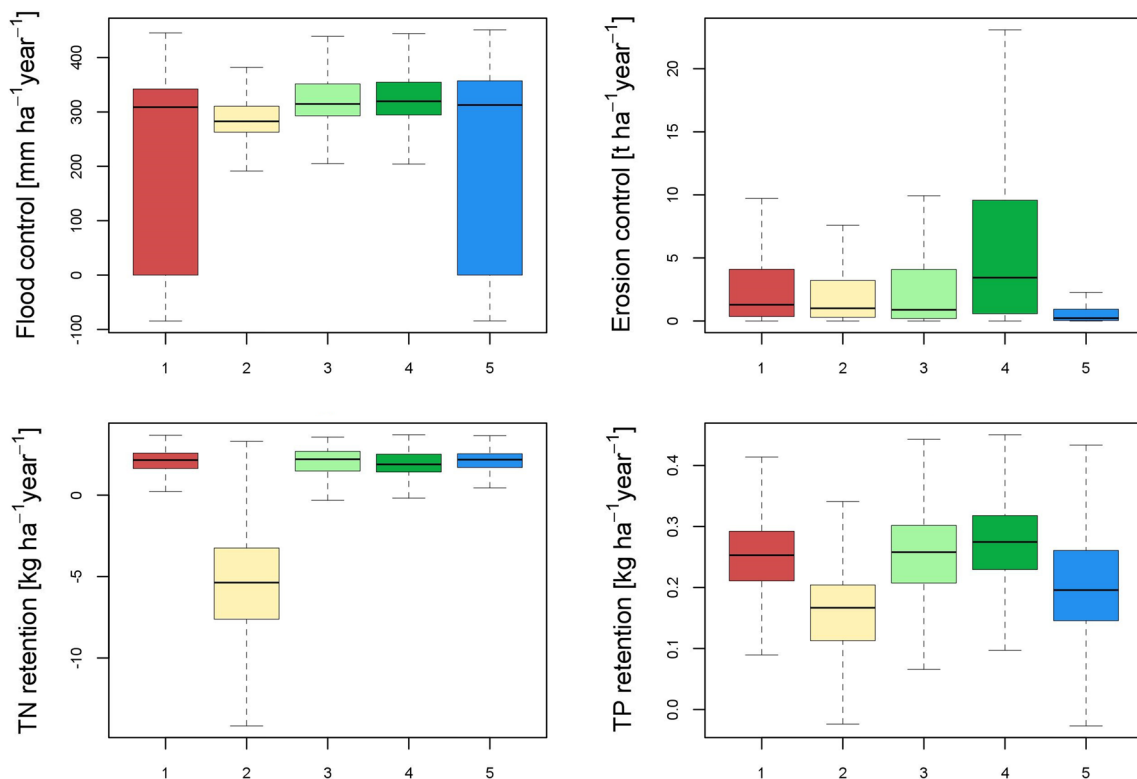 Flood control [mm ha⁻¹year⁻¹]
400
300
200
100
0
-100
1 2 3 4 5
Erosion control [t ha⁻¹year⁻¹]
20
15
10
5
0
1 2 3 4 5
TN retention [kg ha⁻¹year⁻¹]
0
-5
-10
1 2 3 4 5
TP retention [kg ha⁻¹year⁻¹]
0.4
0.3
0.2
0.1
0.0
1 2 3 4 5